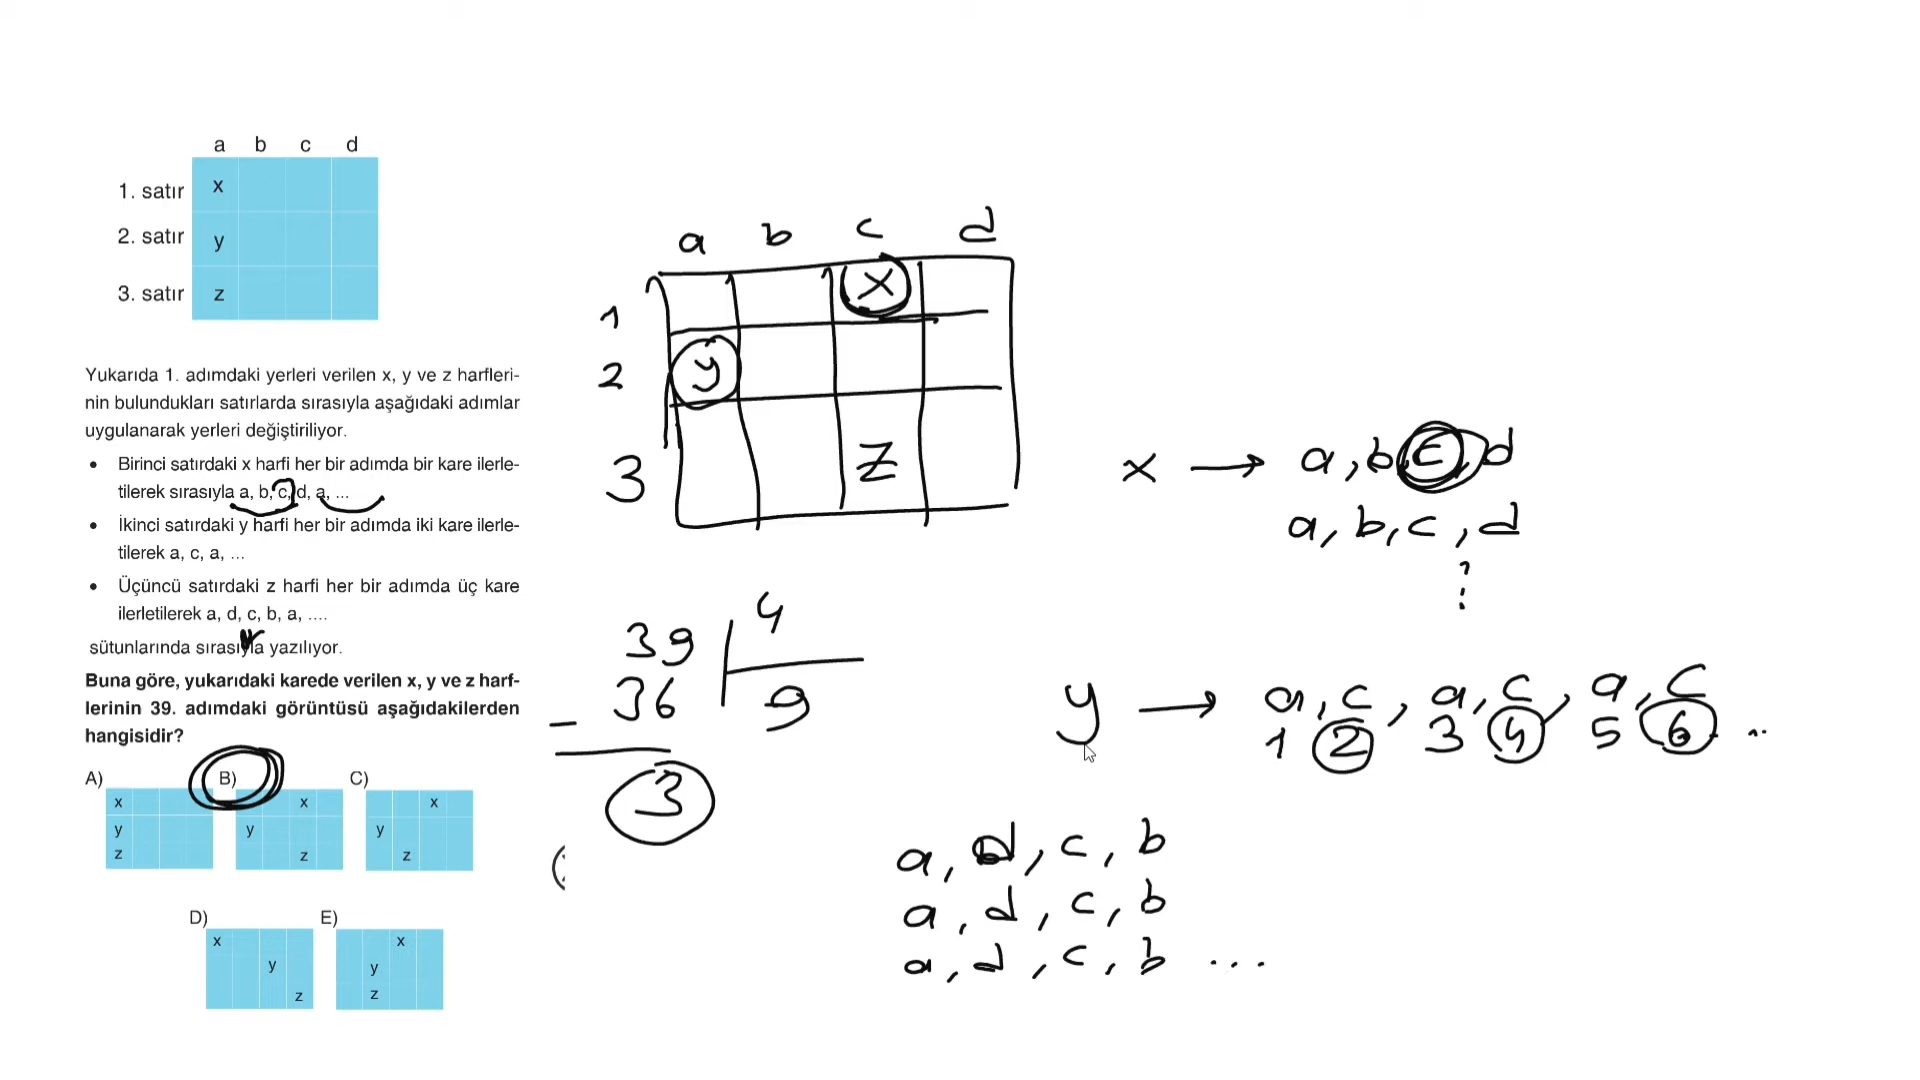 a b c d
1. satır x
2. satır y
3. satır z
Yukarıda 1. adımdaki yerleri verilen x, y ve z harfleri-
nin bulundukları satırlarda sırasıyla aşağıdaki adımlar
uygulanarak yerleri değiştiriliyor.
• Birinci satırdaki x harfi her bir adımda bir kare ilerle-
tilerek sırasıyla a, b, c, d, a, ...
• İkinci satırdaki y harfi her bir adımda iki kare ilerle-
tilerek a, c, a, ...
• Üçüncü satırdaki z harfi her bir adımda üç kare
ilerletilerek a, d, c, b, a, ....
sütunlarında sırasıyla yazılıyor.
Buna göre, yukarıdaki karede verilen x, y ve z harf-
lerinin 39. adımdaki görüntüsü aşağıdakilerden
hangisidir?
A) B) C)
x x x
y y y
z z z
D) E)
x x
y y
z z
a b c d
1 x
2 y
3 z
39 4
- 36 9
3
x → a, b, c, d
a, b, c, d
y → a, c, a, c, a, c
1 2 3 4 5 6 ...
a, d, c, b
a, d, c, b
a, d, c, b ...